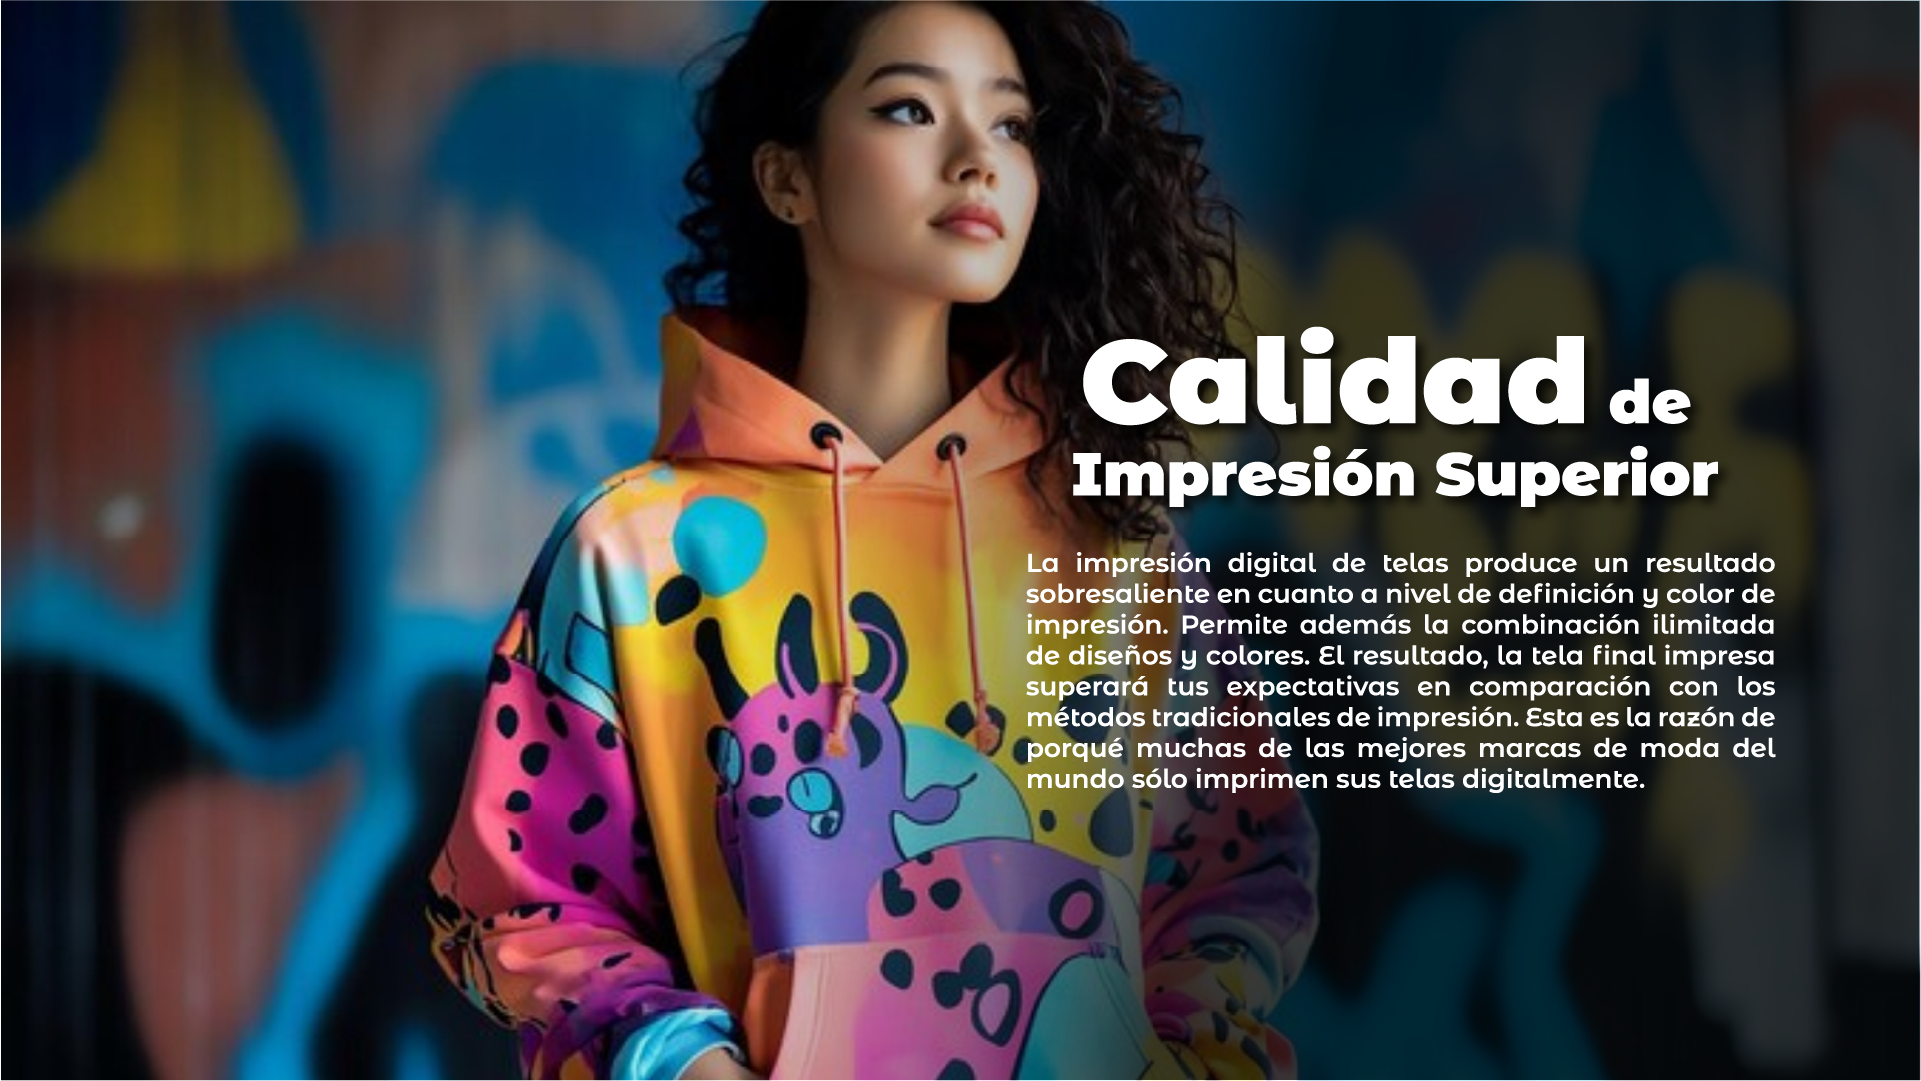 Calidad de
Impresión Superior
La impresión digital de telas produce un resultado
sobresaliente en cuanto a nivel de definición y color de
impresión. Permite además la combinación ilimitada
de diseños y colores. El resultado, la tela final impresa
superará tus expectativas en comparación con los
métodos tradicionales de impresión. Esta es la razón de
porqué muchas de las mejores marcas de moda del
mundo sólo imprimen sus telas digitalmente.